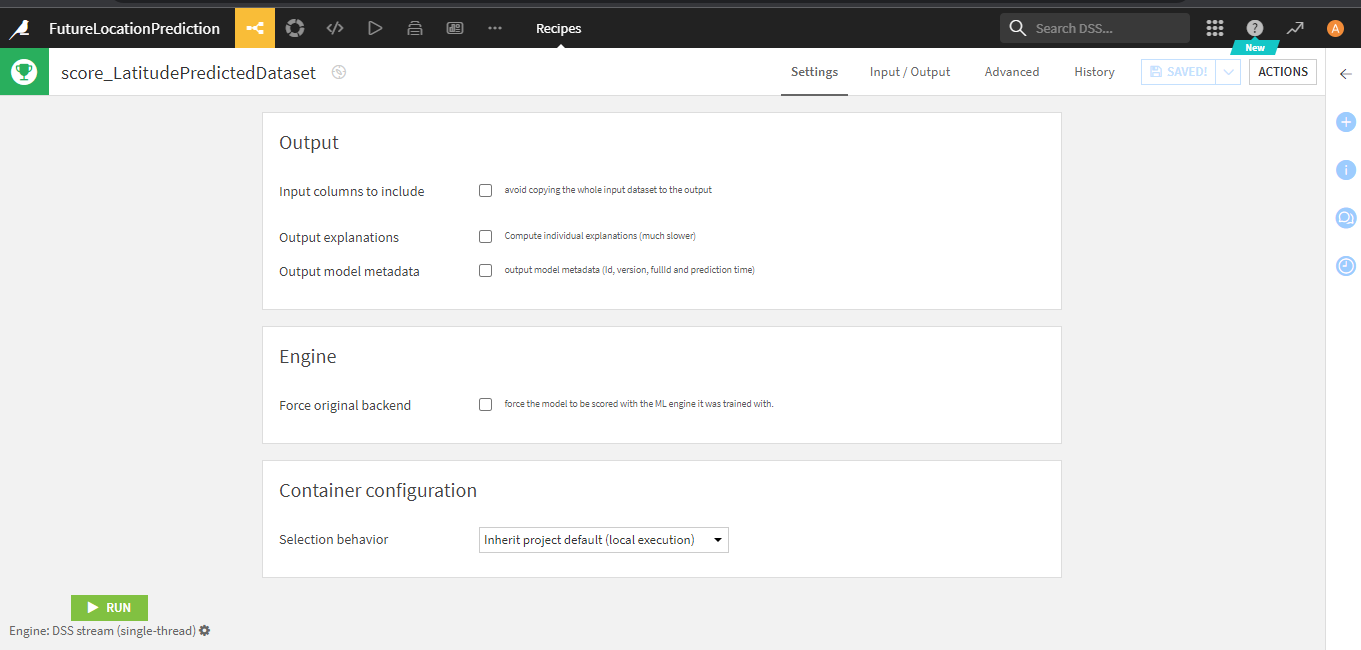 FutureLocationPrediction
Recipes
Search DSS...
A
New
score_LatitudePredictedDataset
Settings
Input / Output
Advanced
History
SAVED!
ACTIONS
Output
Input columns to include
avoid copying the whole input dataset to the output
Output explanations
Compute individual explanations (much slower)
Output model metadata
output model metadata (Id, version, fullId and prediction time)
Engine
Force original backend
force the model to be scored with the ML engine it was trained with.
Container configuration
Selection behavior
Inherit project default (local execution)
RUN
Engine: DSS stream (single-thread)